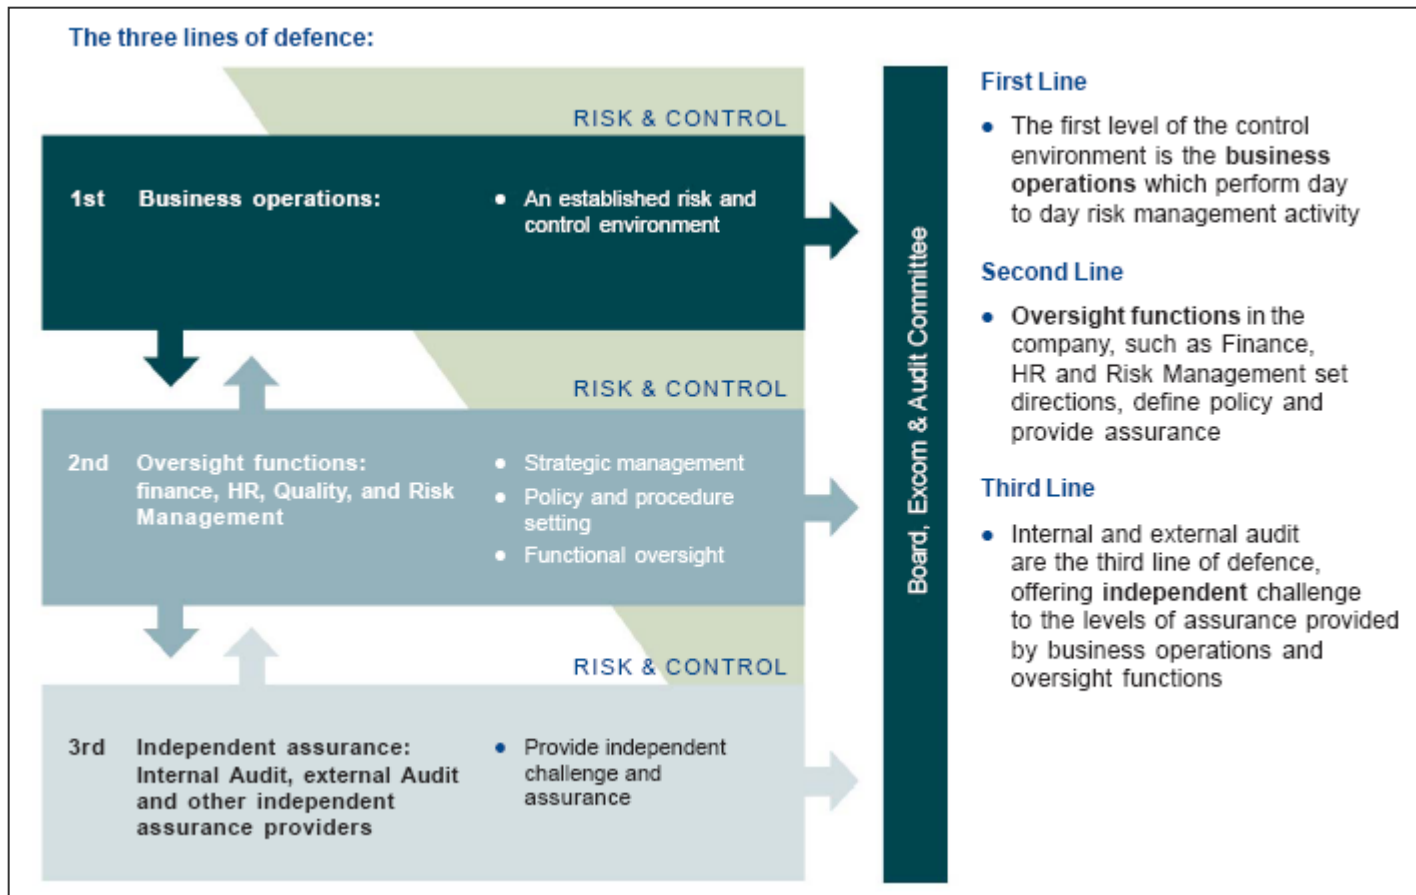 The three lines of defence:
RISK & CONTROL
1st Business operations:
• An established risk and
control environment
RISK & CONTROL
2nd Oversight functions:
finance, HR, Quality, and Risk
Management
• Strategic management
• Policy and procedure
setting
• Functional oversight
RISK & CONTROL
3rd Independent assurance:
Internal Audit, external Audit
and other independent
assurance providers
• Provide independent
challenge and
assurance
Board, Excom & Audit Committee
First Line
• The first level of the control
environment is the business
operations which perform day
to day risk management activity
Second Line
• Oversight functions in the
company, such as Finance,
HR and Risk Management set
directions, define policy and
provide assurance
Third Line
• Internal and external audit
are the third line of defence,
offering independent challenge
to the levels of assurance provided
by business operations and
oversight functions